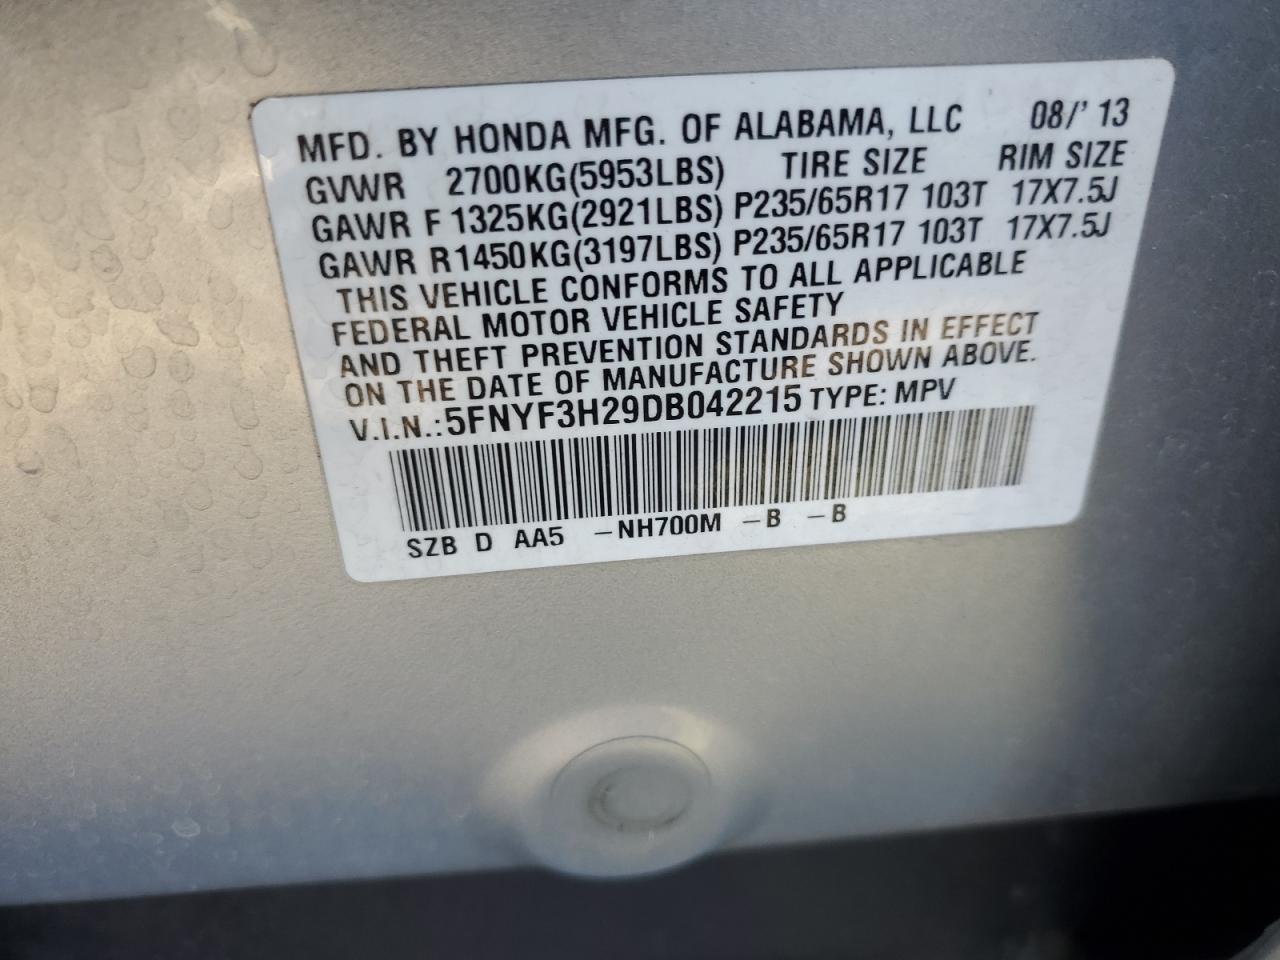 MFD. BY HONDA MFG. OF ALABAMA, LLC 08/' 13
GVWR 2700KG(5953LBS) TIRE SIZE RIM SIZE
GAWR F 1325KG(2921LBS) P235/65R17 103T 17X7.5J
GAWR R1450KG(3197LBS) P235/65R17 103T 17X7.5J
THIS VEHICLE CONFORMS TO ALL APPLICABLE
FEDERAL MOTOR VEHICLE SAFETY
AND THEFT PREVENTION STANDARDS IN EFFECT
ON THE DATE OF MANUFACTURE SHOWN ABOVE.
V.I.N.: 5FNYF3H29DB042215 TYPE: MPV
SZB D AA5 -NH700M -B -B